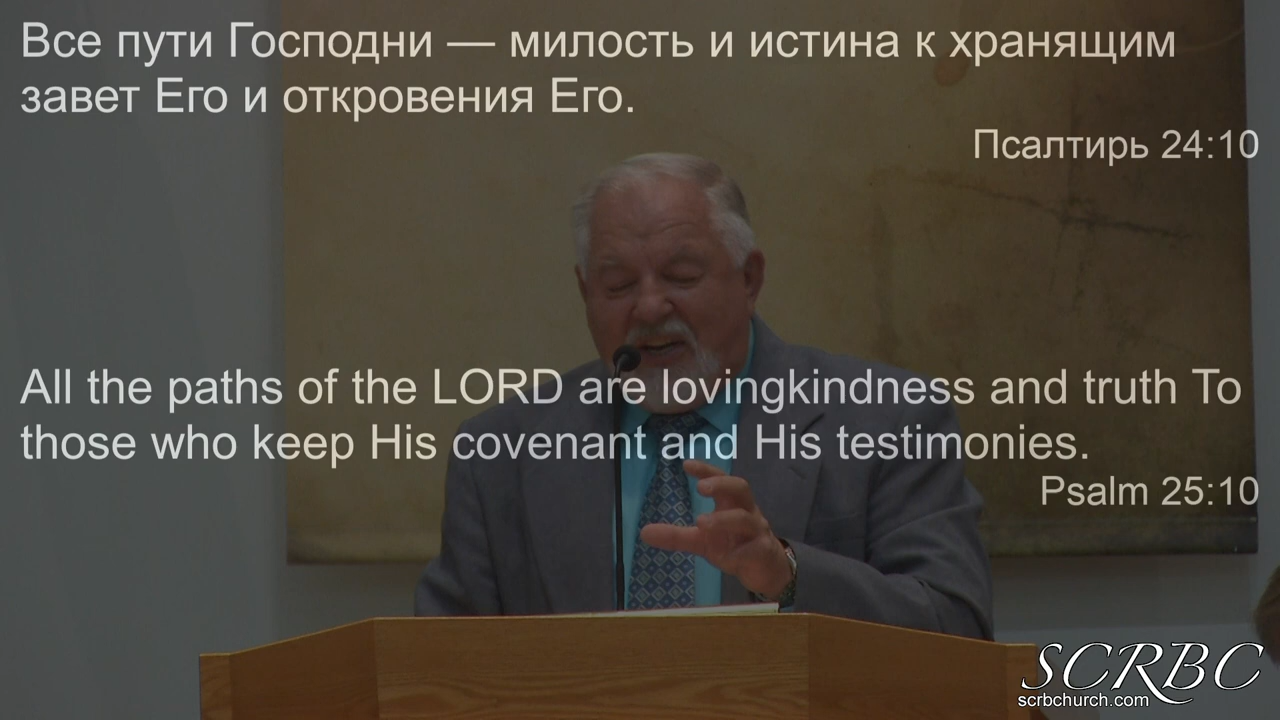 Все пути Господни — милость и истина к хранящим
завет Его и откровения Его.
Псалтирь 24:10
All the paths of the LORD are lovingkindness and truth To
those who keep His covenant and His testimonies.
Psalm 25:10
SCRBC
scrbchurch.com